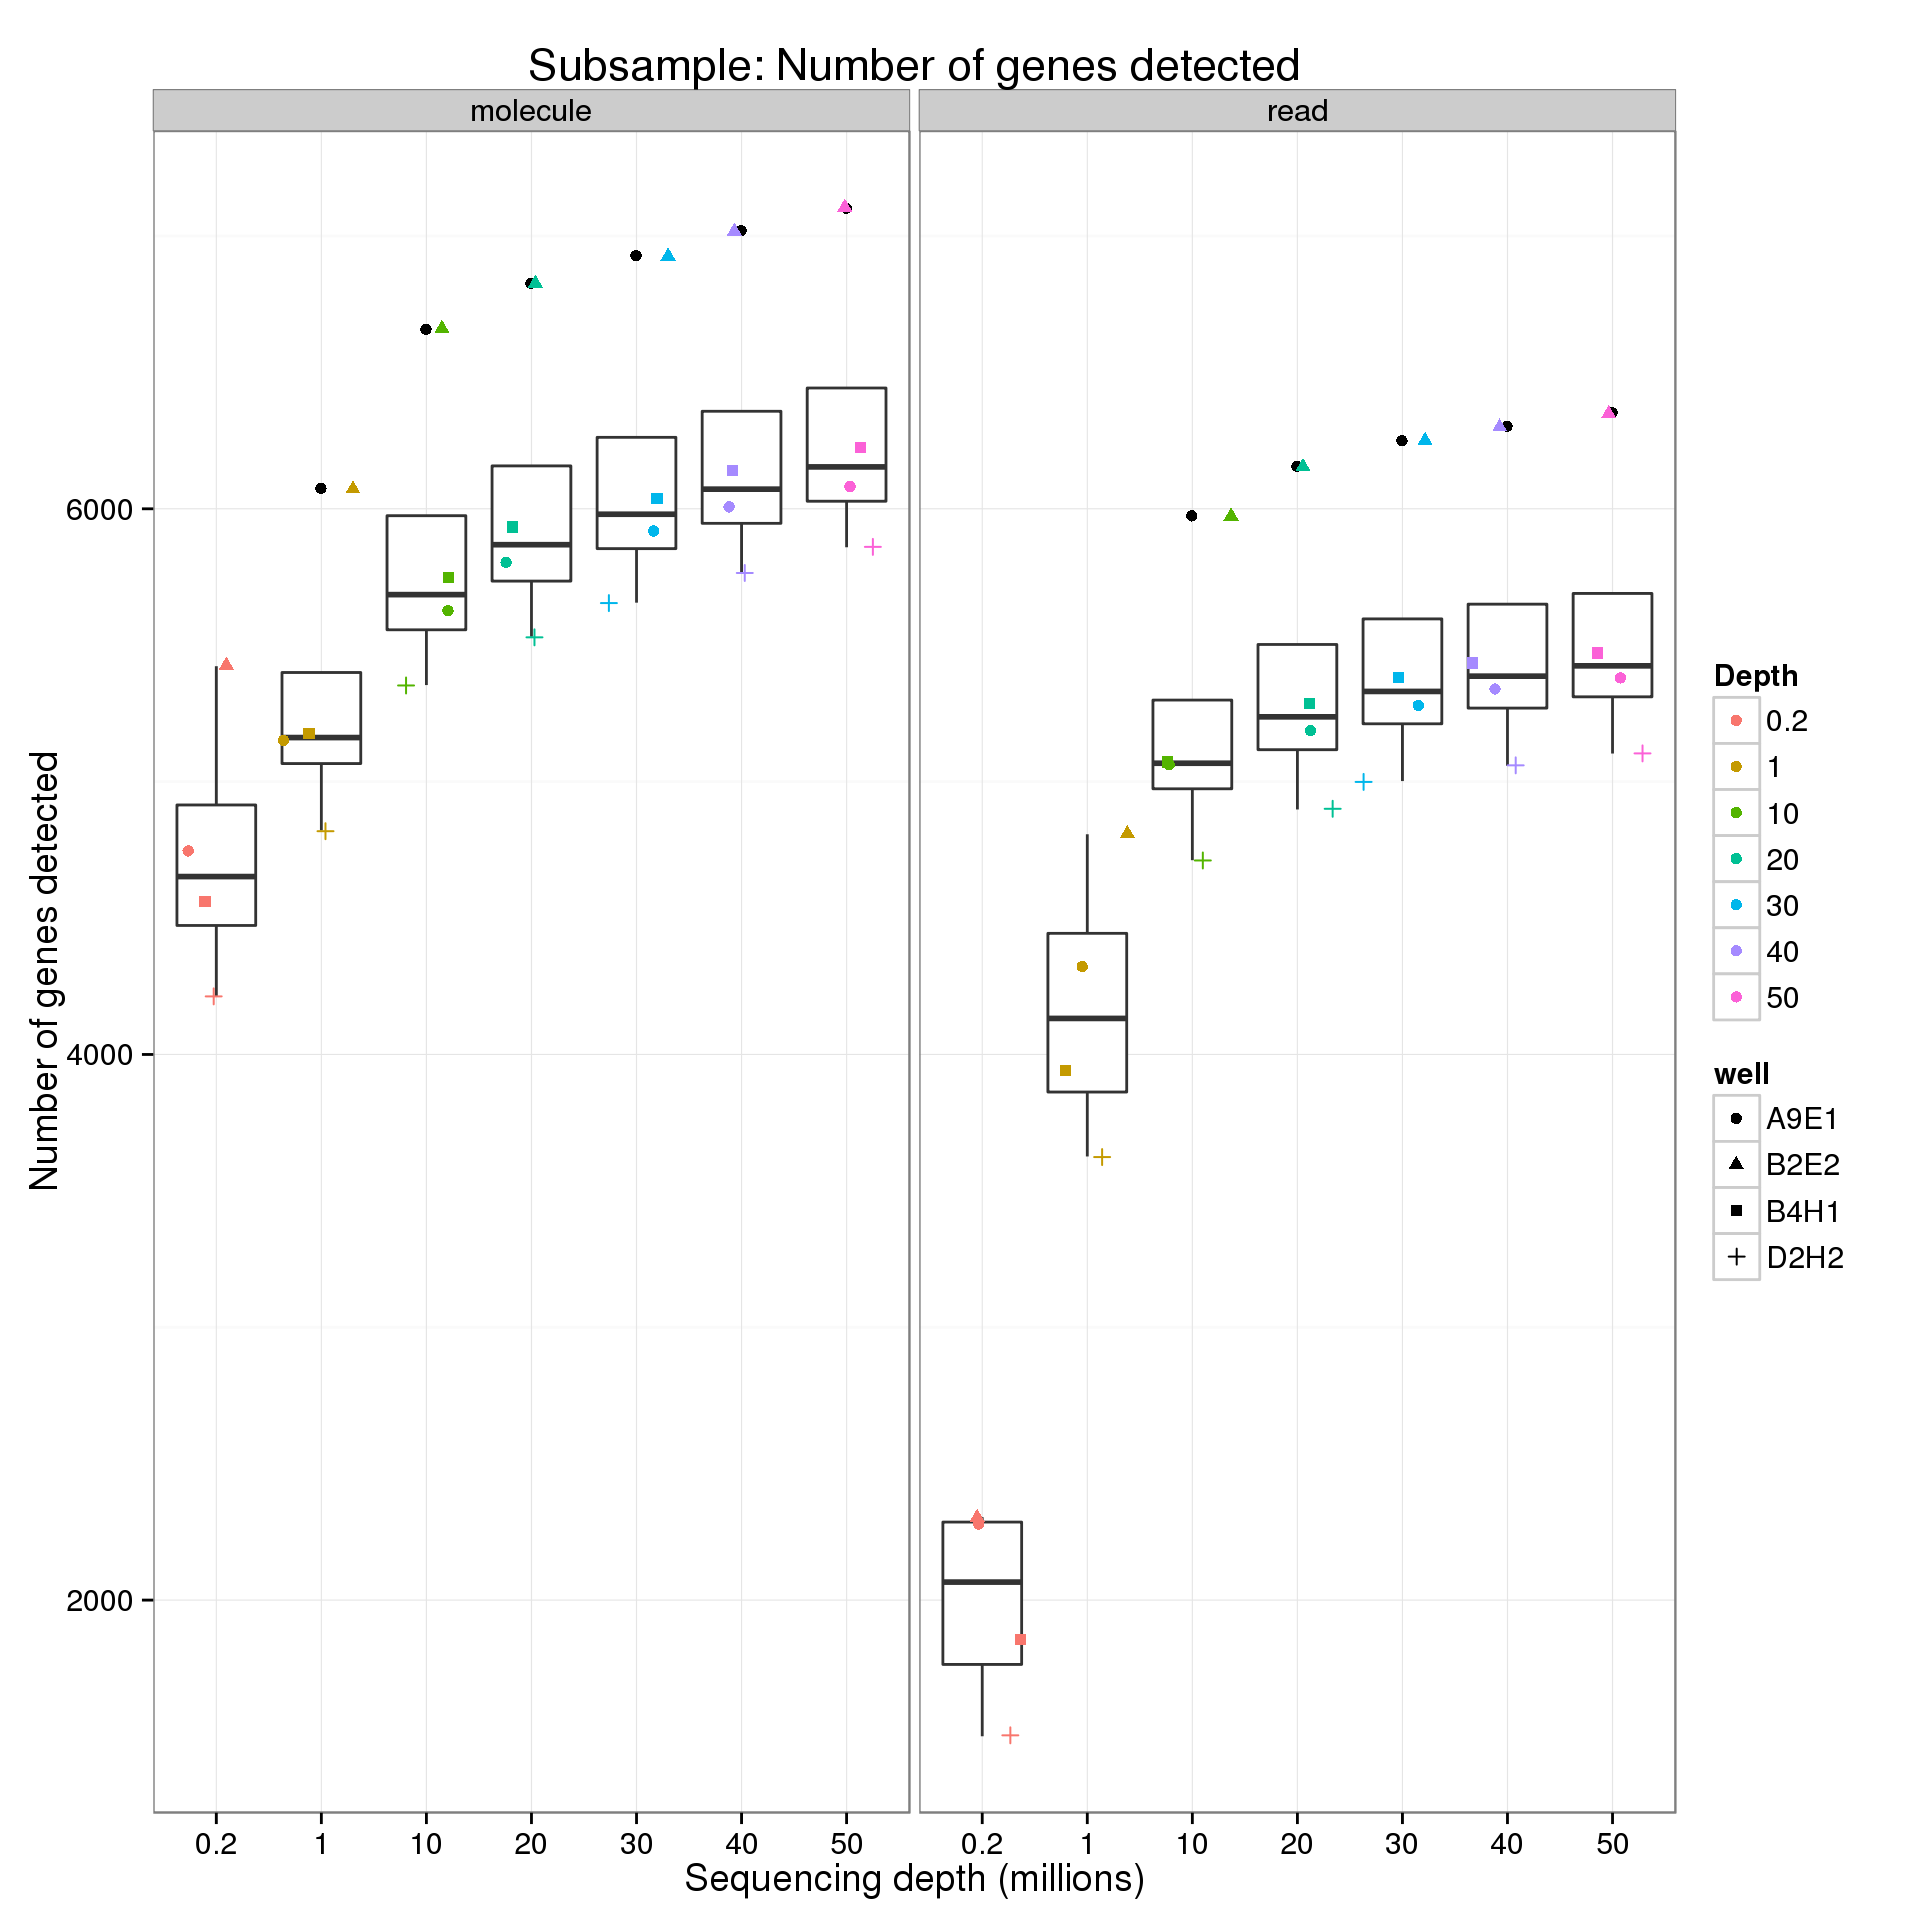 Subsample: Number of genes detected
molecule
read
Number of genes detected
6000
4000
2000
0.2 1 10 20 30 40 50
0.2 1 10 20 30 40 50
Sequencing depth (millions)
Depth
0.2
1
10
20
30
40
50
well
A9E1
B2E2
B4H1
D2H2